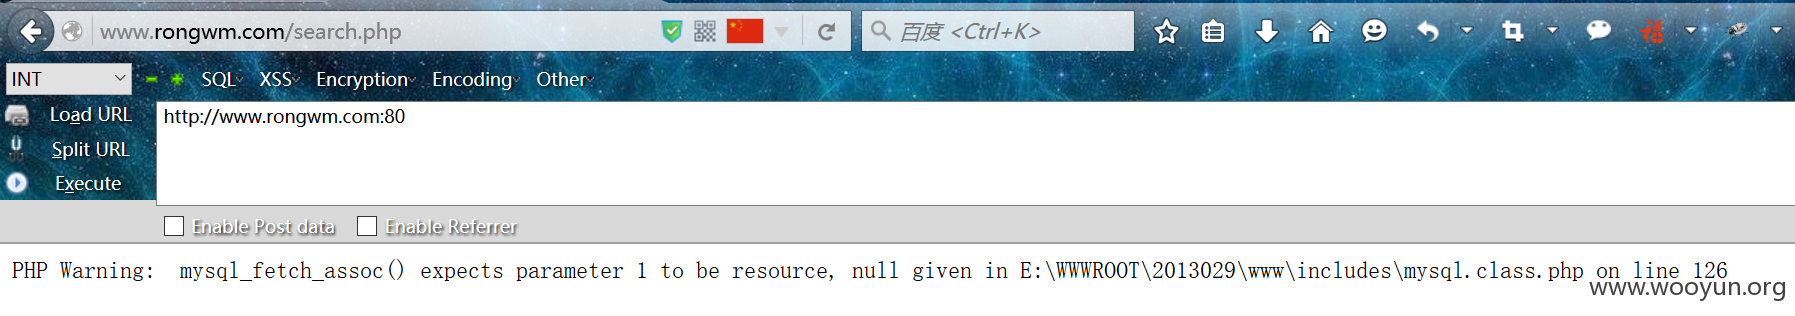 www.rongwm.com/search.php
百度 <Ctrl+K>
福
INT SQL XSS Encryption Encoding Other
Load URL
http://www.rongwm.com:80
Split URL
Execute
Enable Post data Enable Referrer
PHP Warning: mysql_fetch_assoc() expects parameter 1 to be resource, null given in E:\WWWROOT\2013029\www\includes\mysql.class.php on line 126
www.wooyun.org